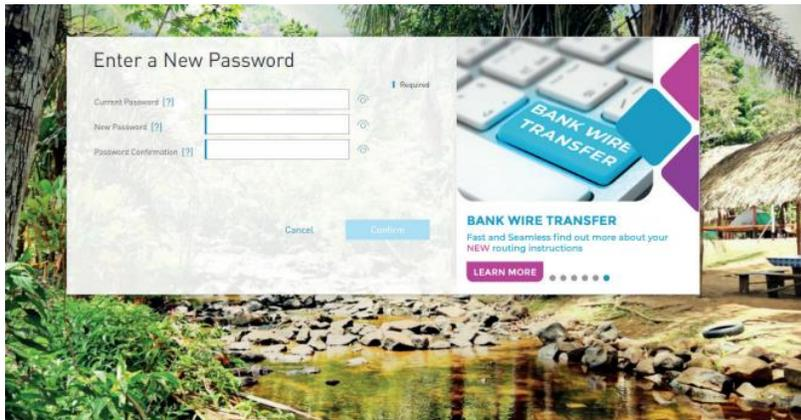 Enter a New Password
Required
Current Password [?]
New Password [?]
Password Confirmation [?]
Cancel
Confirm
BANK WIRE
TRANSFER
BANK WIRE TRANSFER
Fast and Seamless find out more about your
NEW routing instructions
LEARN MORE